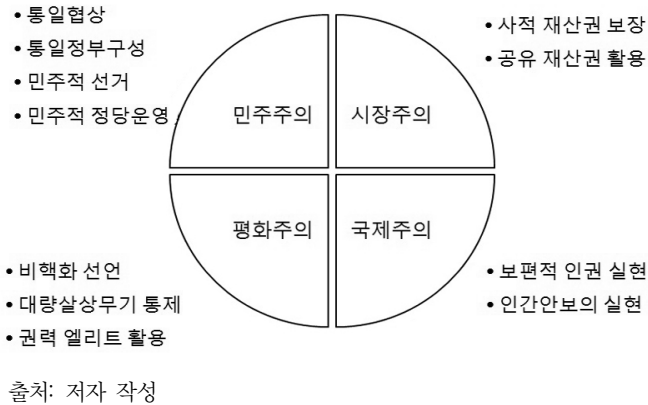 • 통일협상
• 통일정부구성
• 민주적 선거
• 민주적 정당운영
• 사적 재산권 보장
• 공유 재산권 활용
민주주의
시장주의
평화주의
국제주의
• 비핵화 선언
• 대량살상무기 통제
• 권력 엘리트 활용
• 보편적 인권 실현
• 인간안보의 실현
출처: 저자 작성